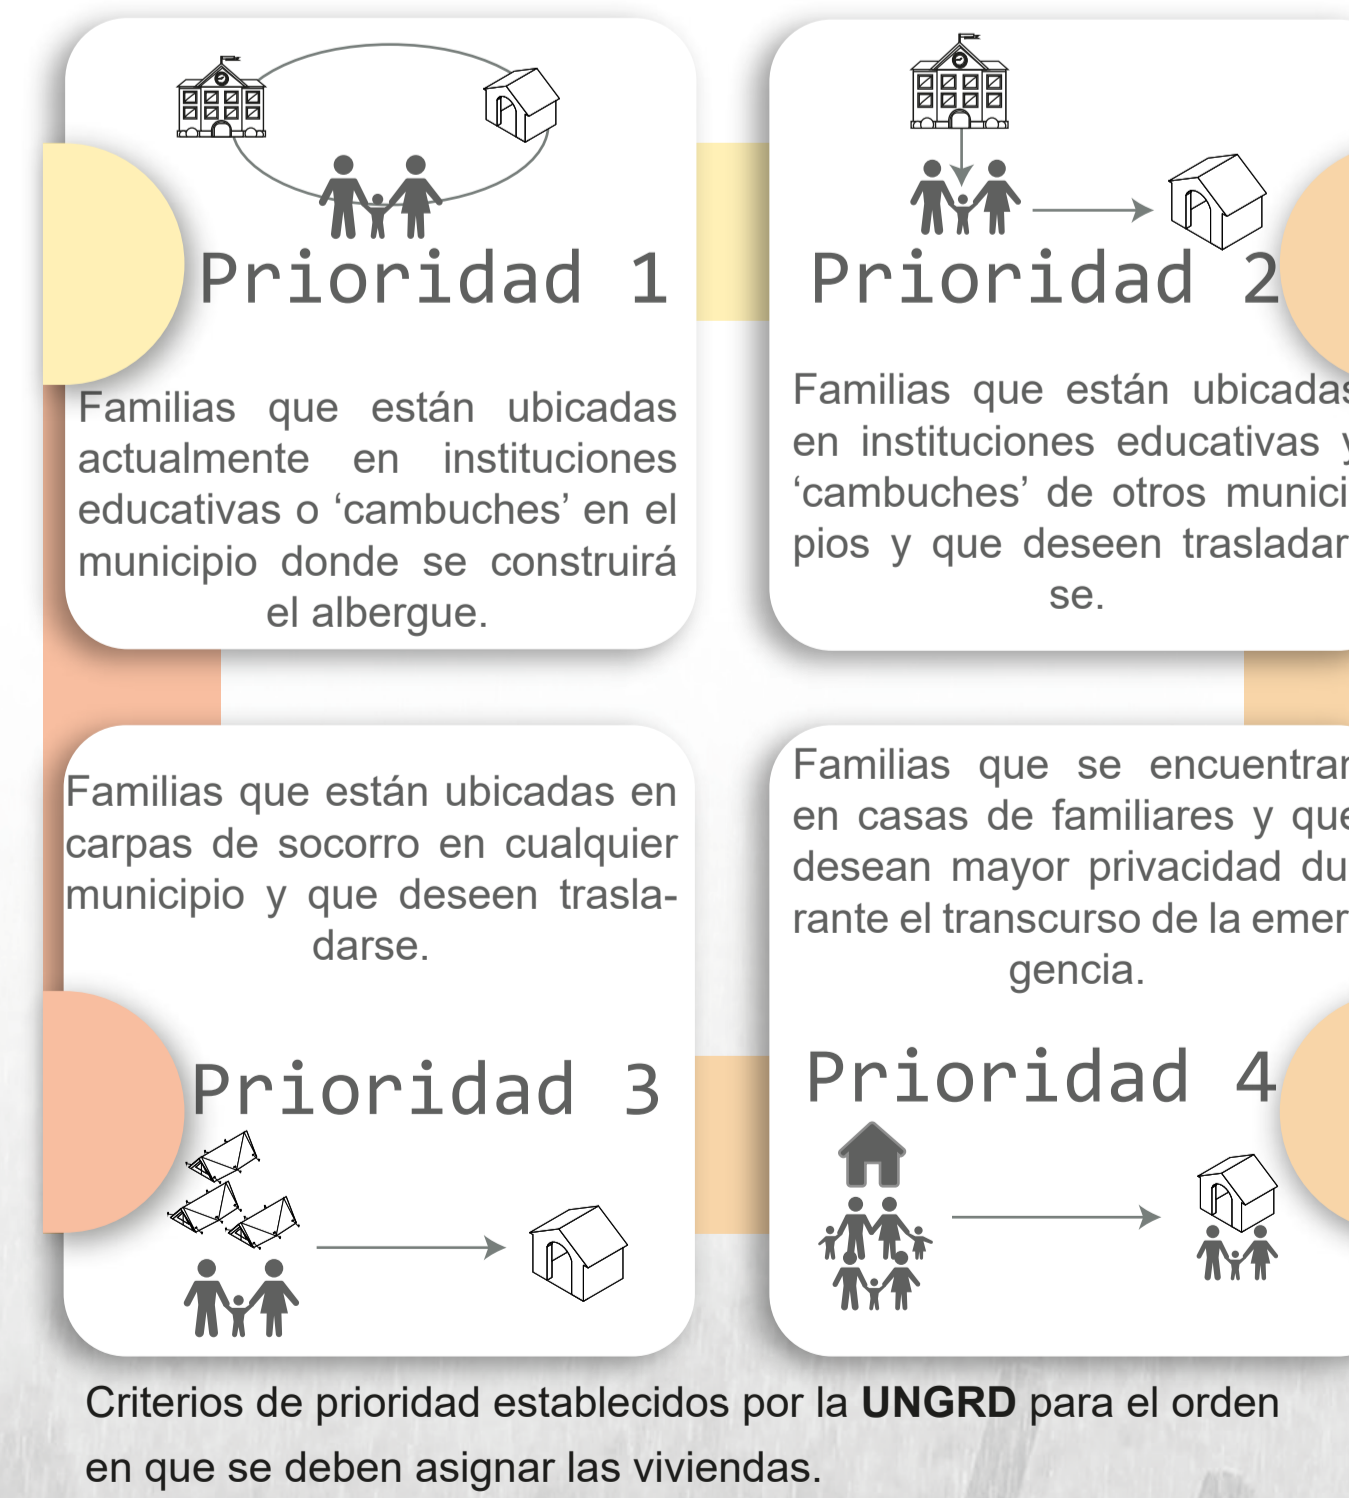 Prioridad 1
Familias que están ubicadas
actualmente en instituciones
educativas o ‘cambuches’ en el
municipio donde se construirá
el albergue.
Prioridad 2
Familias que están ubicadas
en instituciones educativas y
‘cambuches’ de otros munici
pios y que deseen trasladar
se.
Familias que están ubicadas en
carpas de socorro en cualquier
municipio y que deseen trasla-
darse.
Prioridad 3
Familias que se encuentran
en casas de familiares y que
desean mayor privacidad du
rante el transcurso de la emer
gencia.
Prioridad 4
Criterios de prioridad establecidos por la UNGRD para el orden
en que se deben asignar las viviendas.